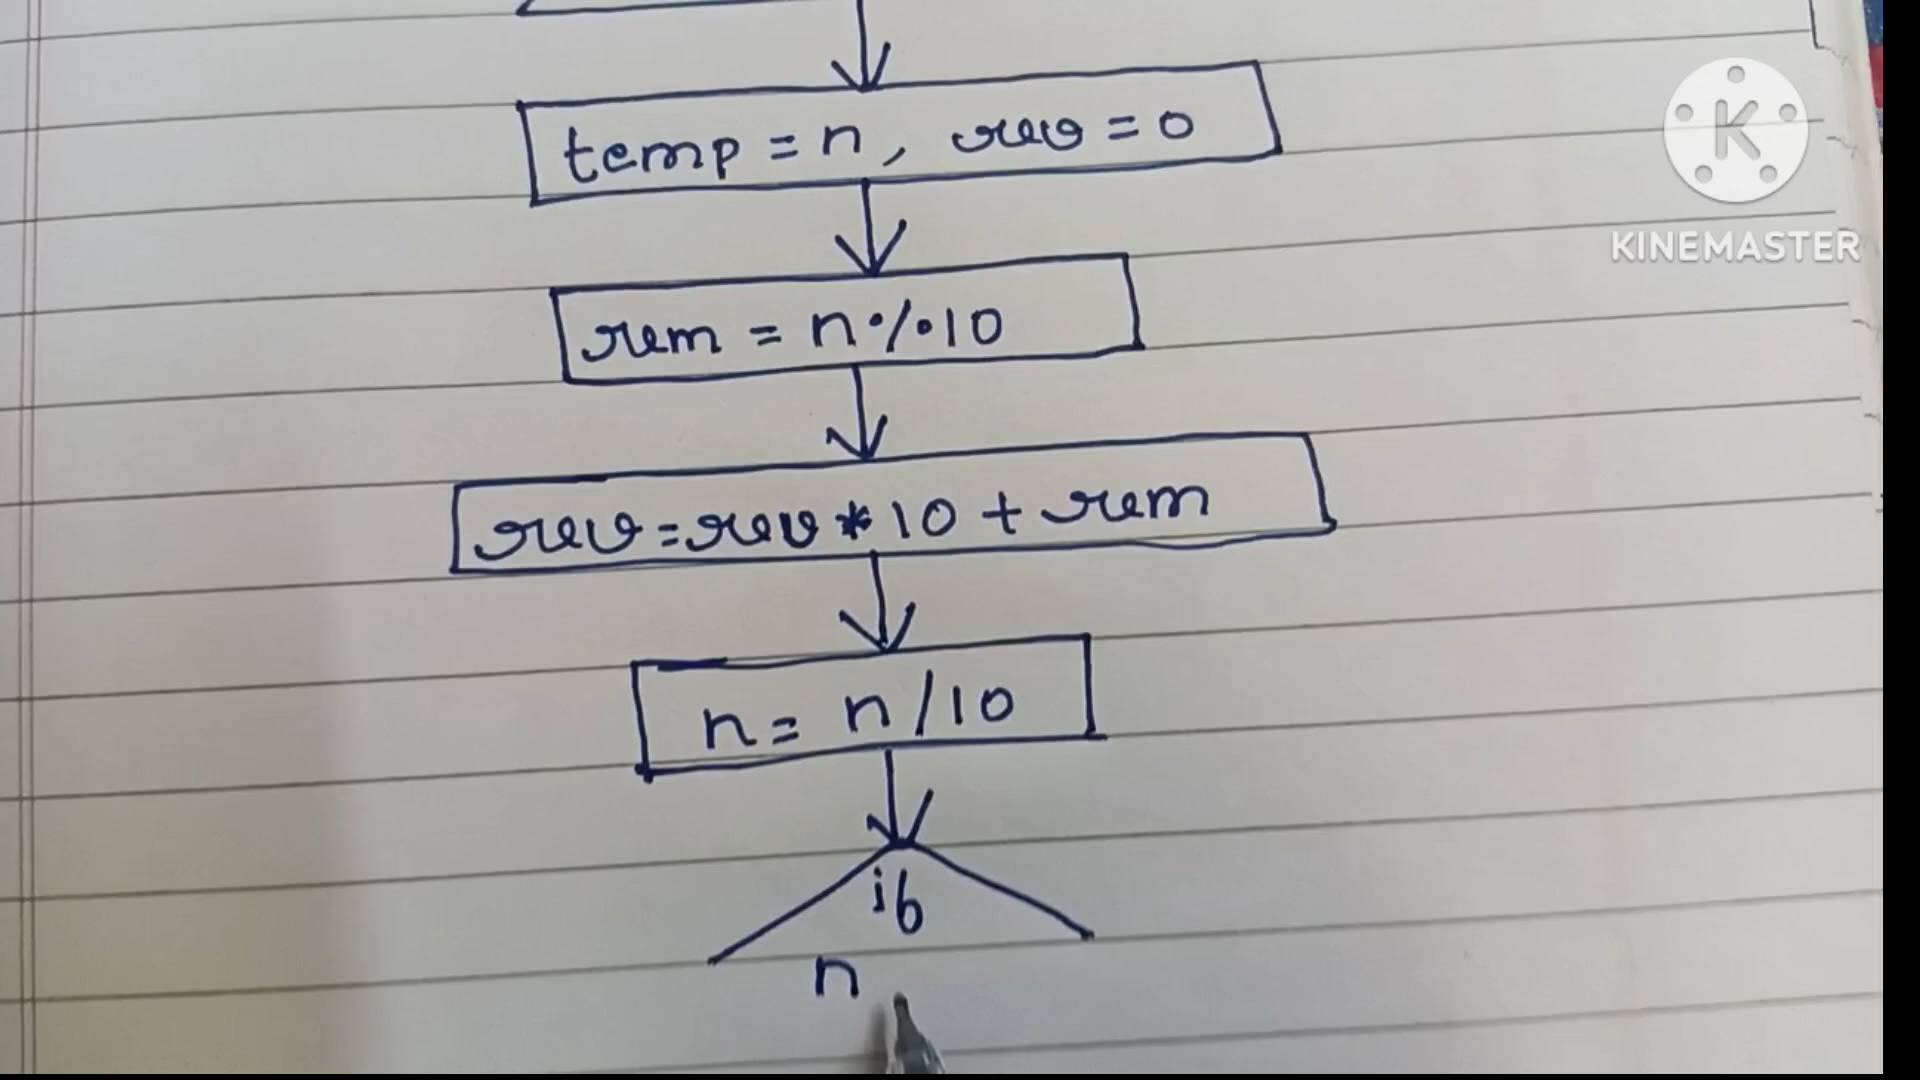 temp = n, rev = 0
K
KINEMASTER
rem = n%10
rev = rev * 10 + rem
n = n/10
if
n